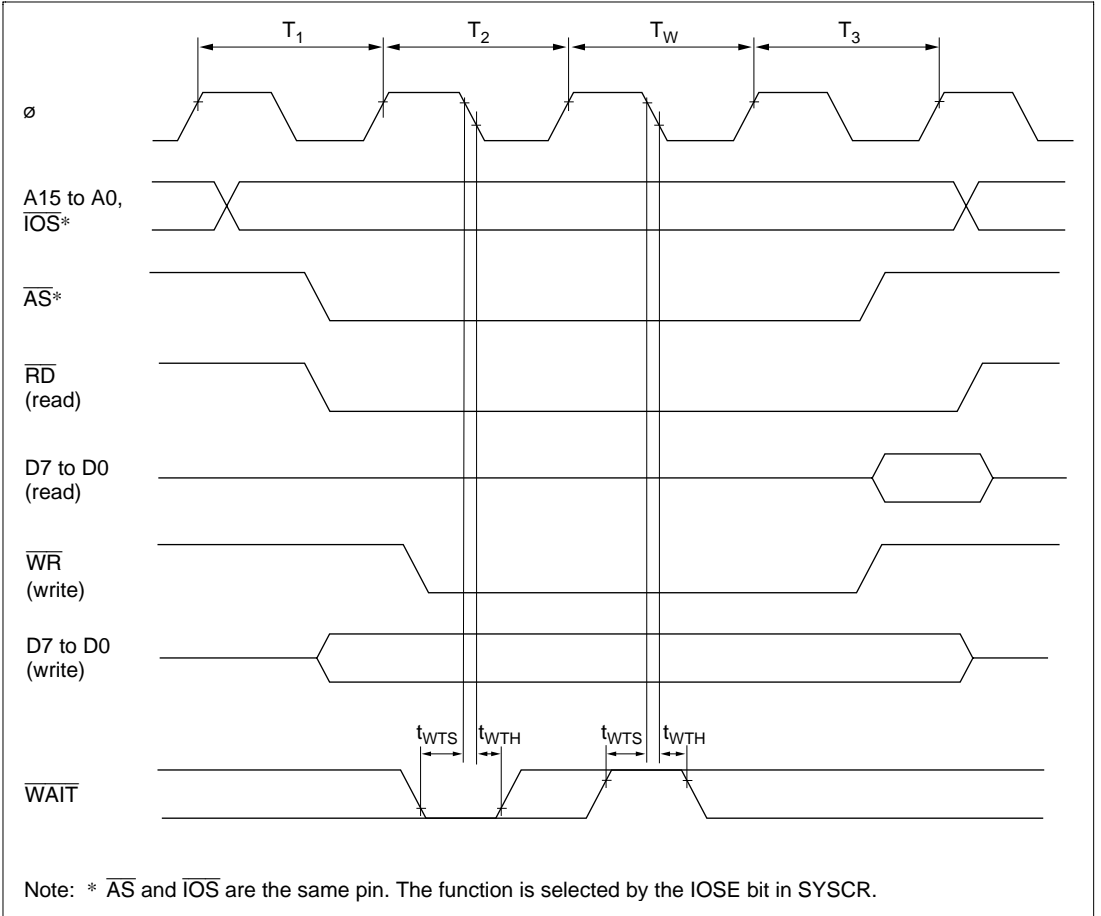 T1 T2 TW T3
ø
A15 to A0,
IOS*
AS*
RD
(read)
D7 to D0
(read)
WR
(write)
D7 to D0
(write)
tWTS tWTH tWTS tWTH
WAIT
Note: * AS and IOS are the same pin. The function is selected by the IOSE bit in SYSCR.